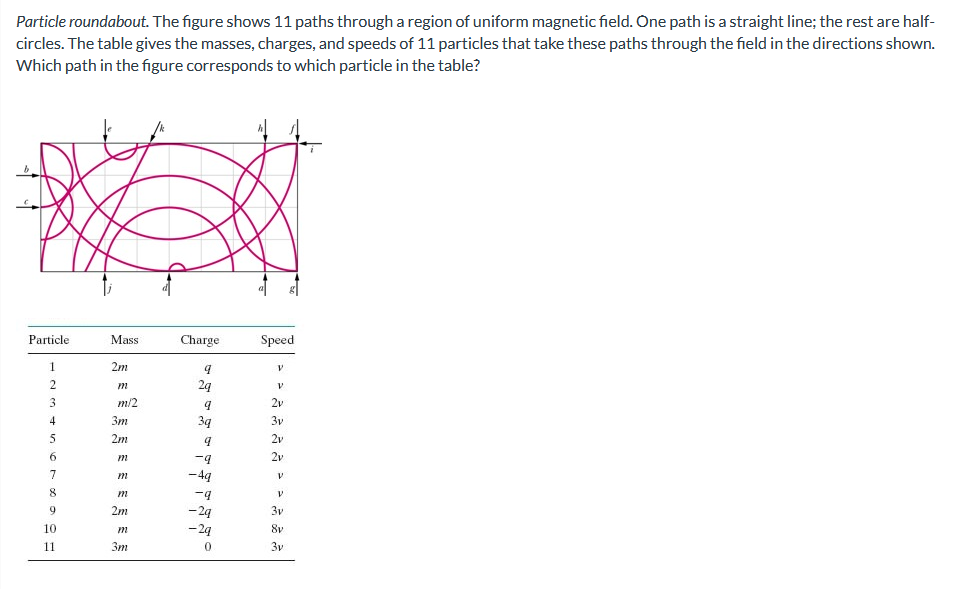 Particle roundabout. The figure shows 11 paths through a region of uniform magnetic field. One path is a straight line; the rest are half-
circles. The table gives the masses, charges, and speeds of 11 particles that take these paths through the field in the directions shown.
Which path in the figure corresponds to which particle in the table?
e k h f
i
b
c
j d a g
Particle Mass Charge Speed
1 2m q v
2 m 2q v
3 m/2 q 2v
4 3m 3q 3v
5 2m q 2v
6 m −q 2v
7 m −4q v
8 m −q v
9 2m −2q 3v
10 m −2q 8v
11 3m 0 3v